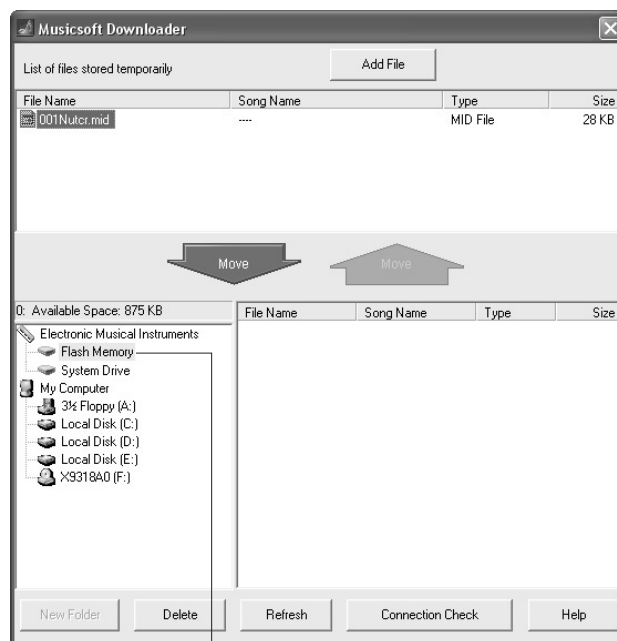 Musicsoft Downloader
List of files stored temporarily
Add File
File Name Song Name Type Size
001Nutcr.mid ---- MID File 28 KB
Move Move
0: Available Space: 875 KB
File Name Song Name Type Size
Electronic Musical Instruments
Flash Memory
System Drive
My Computer
3½ Floppy (A:)
Local Disk (C:)
Local Disk (D:)
Local Disk (E:)
X9318A0 (F:)
New Folder Delete Refresh Connection Check Help